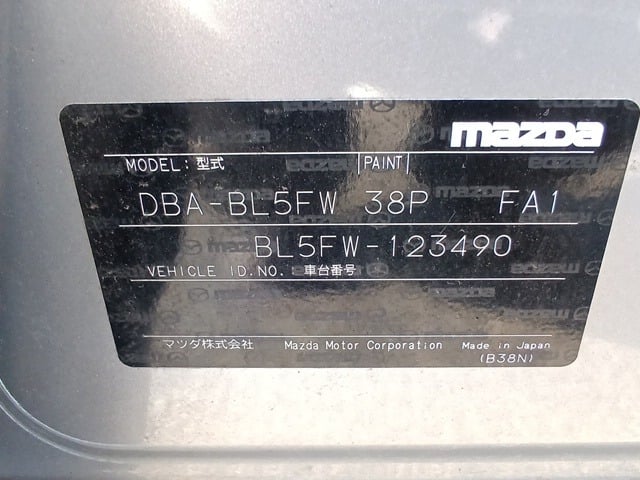 mazda
MODEL: 型式 PAINT
DBA-BL5FW 38P FA1
BL5FW-123490
VEHICLE ID.NO.: 車台番号
マツダ株式会社 Mazda Motor Corporation Made in Japan
(B38N)